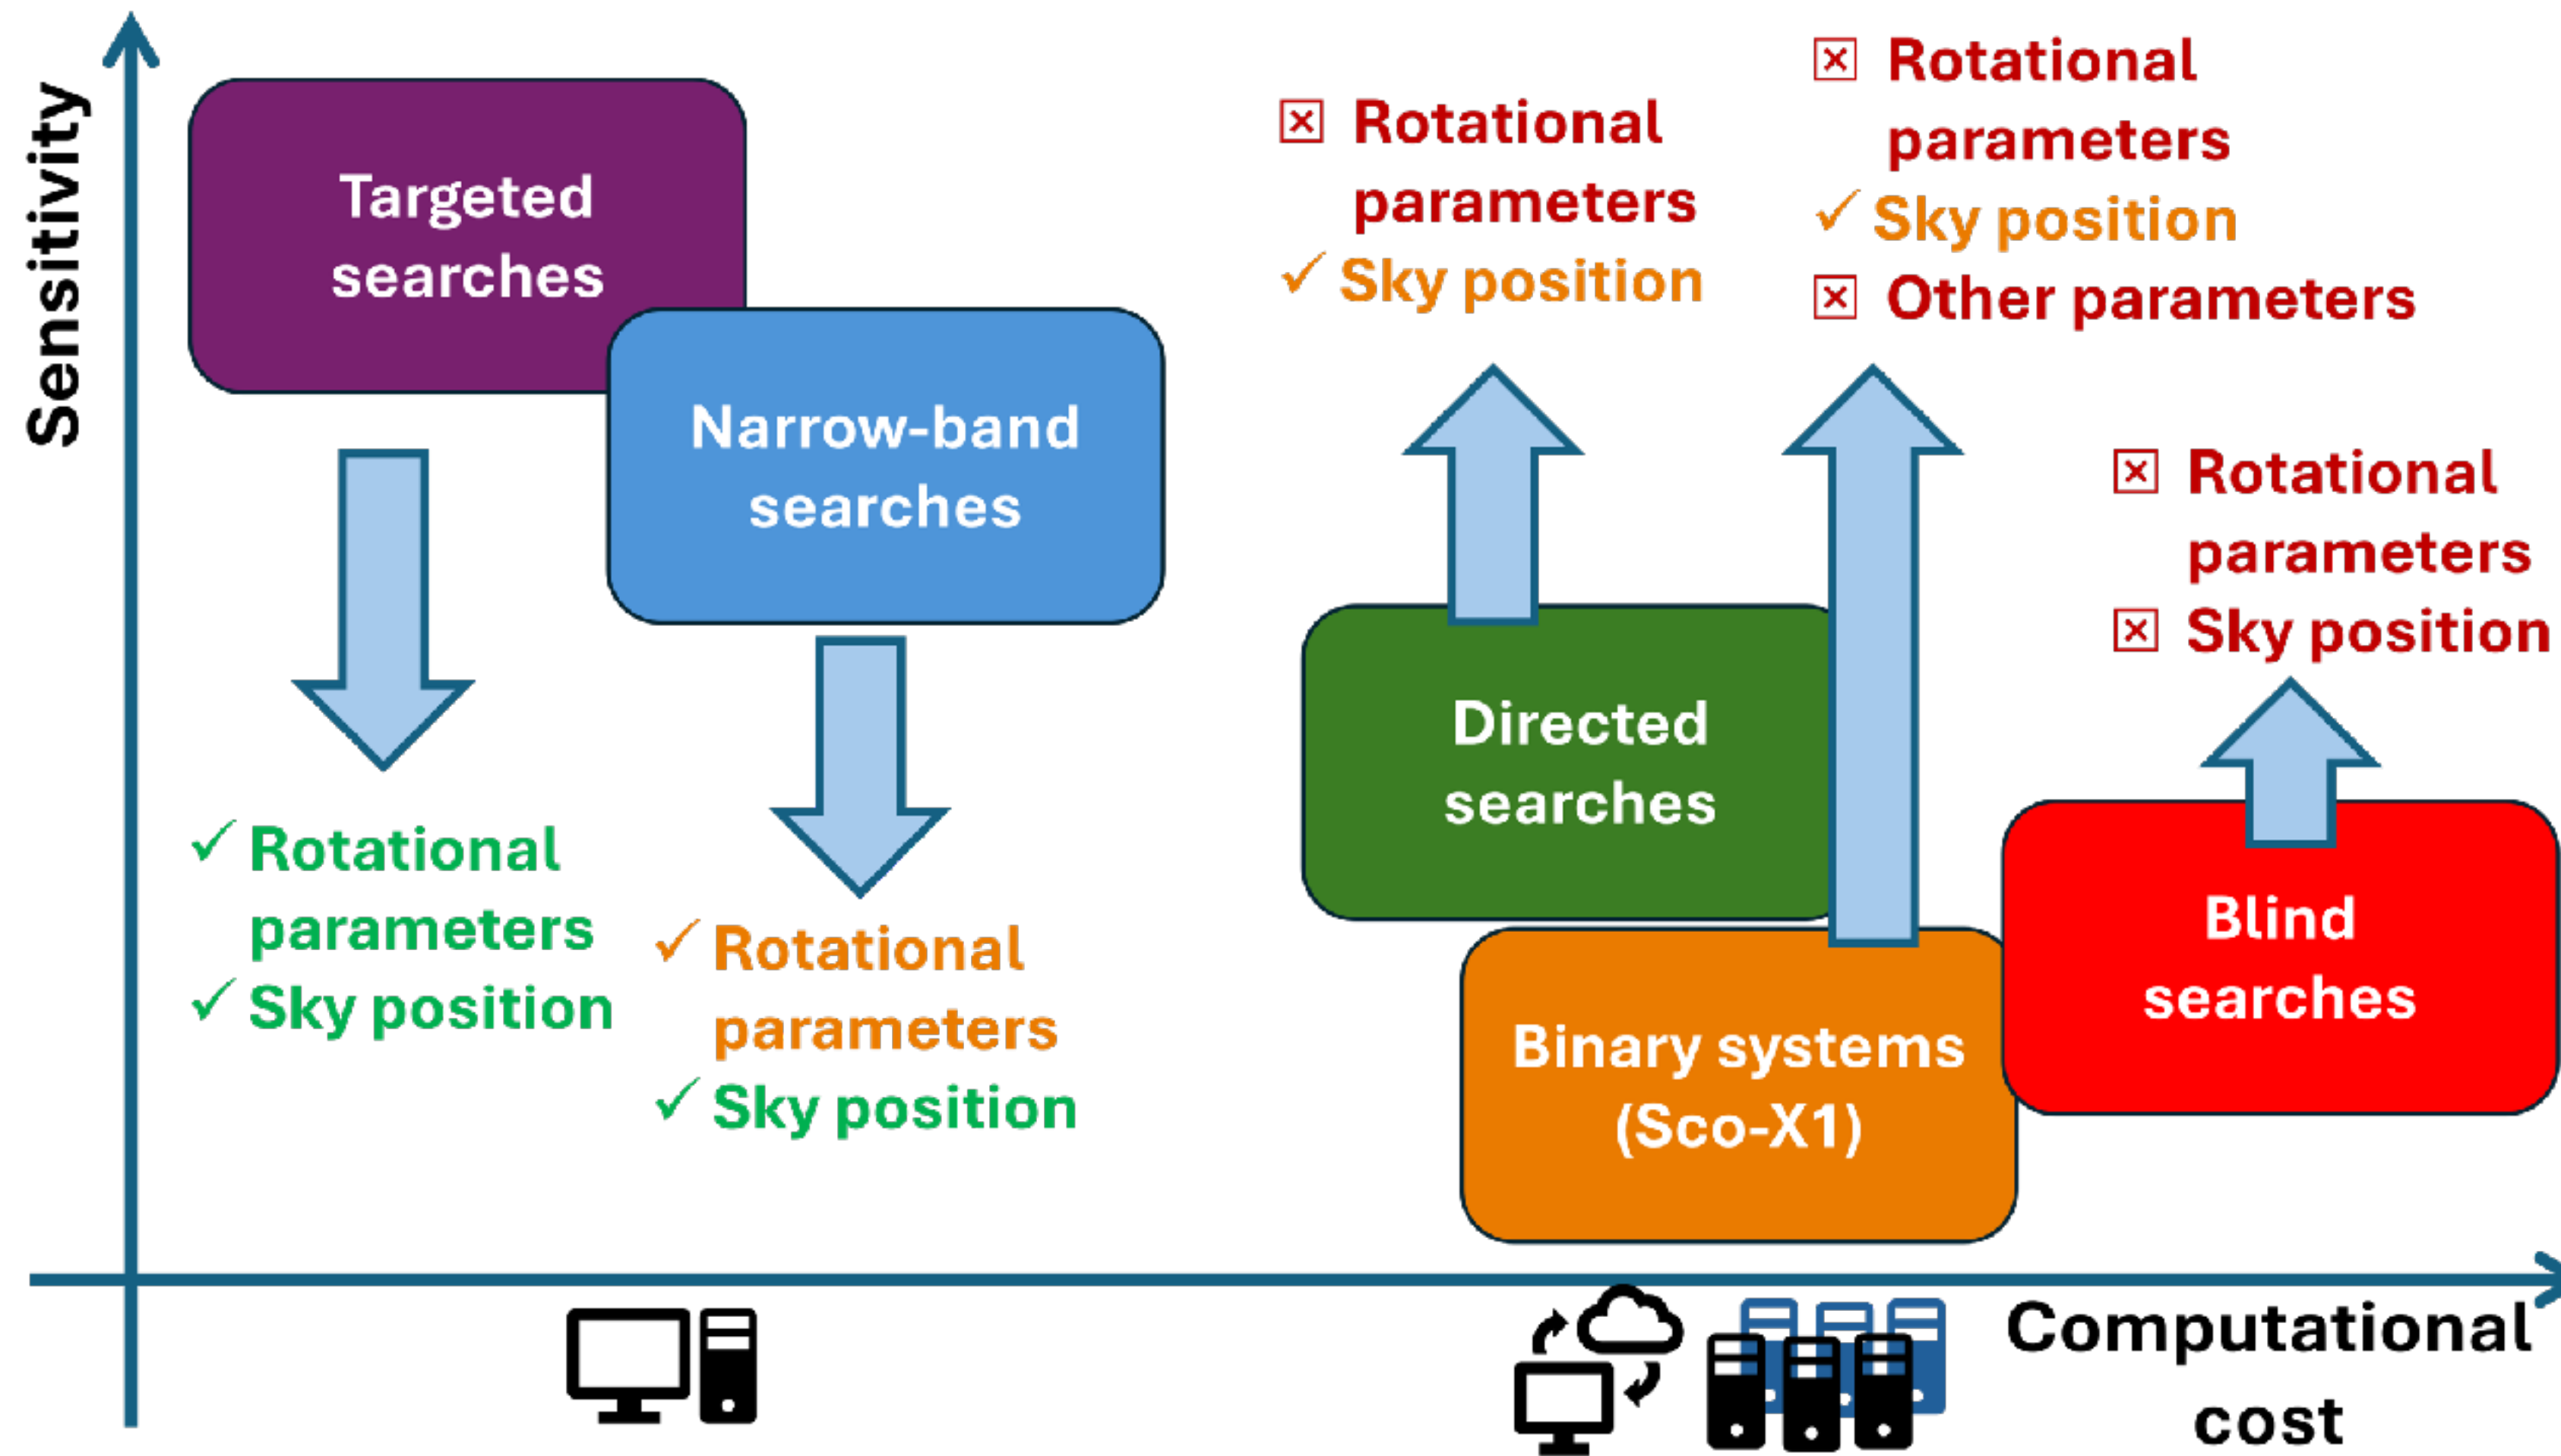 Sensitivity
Targeted
searches
Narrow-band
searches
✓ Rotational
parameters
✓ Sky position
✓ Rotational
parameters
✓ Sky position
☒ Rotational
parameters
✓ Sky position
☒ Rotational
parameters
✓ Sky position
☒ Other parameters
☒ Rotational
parameters
☒ Sky position
Directed
searches
Binary systems
(Sco-X1)
Blind
searches
Computational
cost